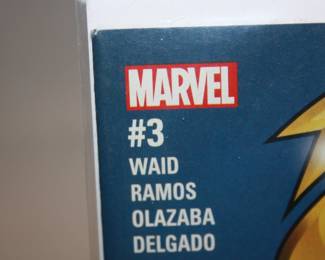 MARVEL
#3
WAID
RAMOS
OLAZABA
DELGADO